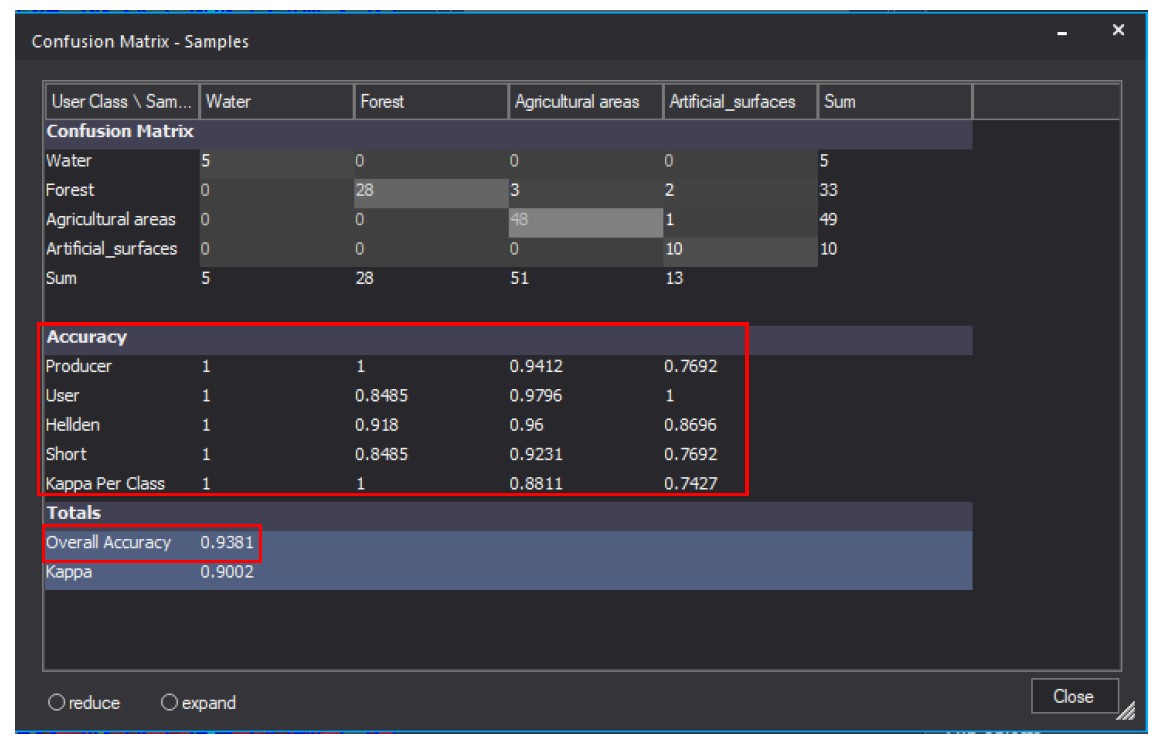 Confusion Matrix - Samples
User Class \ Sam... Water Forest Agricultural areas Artificial_surfaces Sum
Confusion Matrix
Water 5 0 0 0 5
Forest 0 28 3 2 33
Agricultural areas 0 0 48 1 49
Artificial_surfaces 0 0 0 10 10
Sum 5 28 51 13
Accuracy
Producer 1 1 0.9412 0.7692
User 1 0.8485 0.9796 1
Hellden 1 0.918 0.96 0.8696
Short 1 0.8485 0.9231 0.7692
Kappa Per Class 1 1 0.8811 0.7427
Totals
Overall Accuracy 0.9381
Kappa 0.9002
reduce expand Close